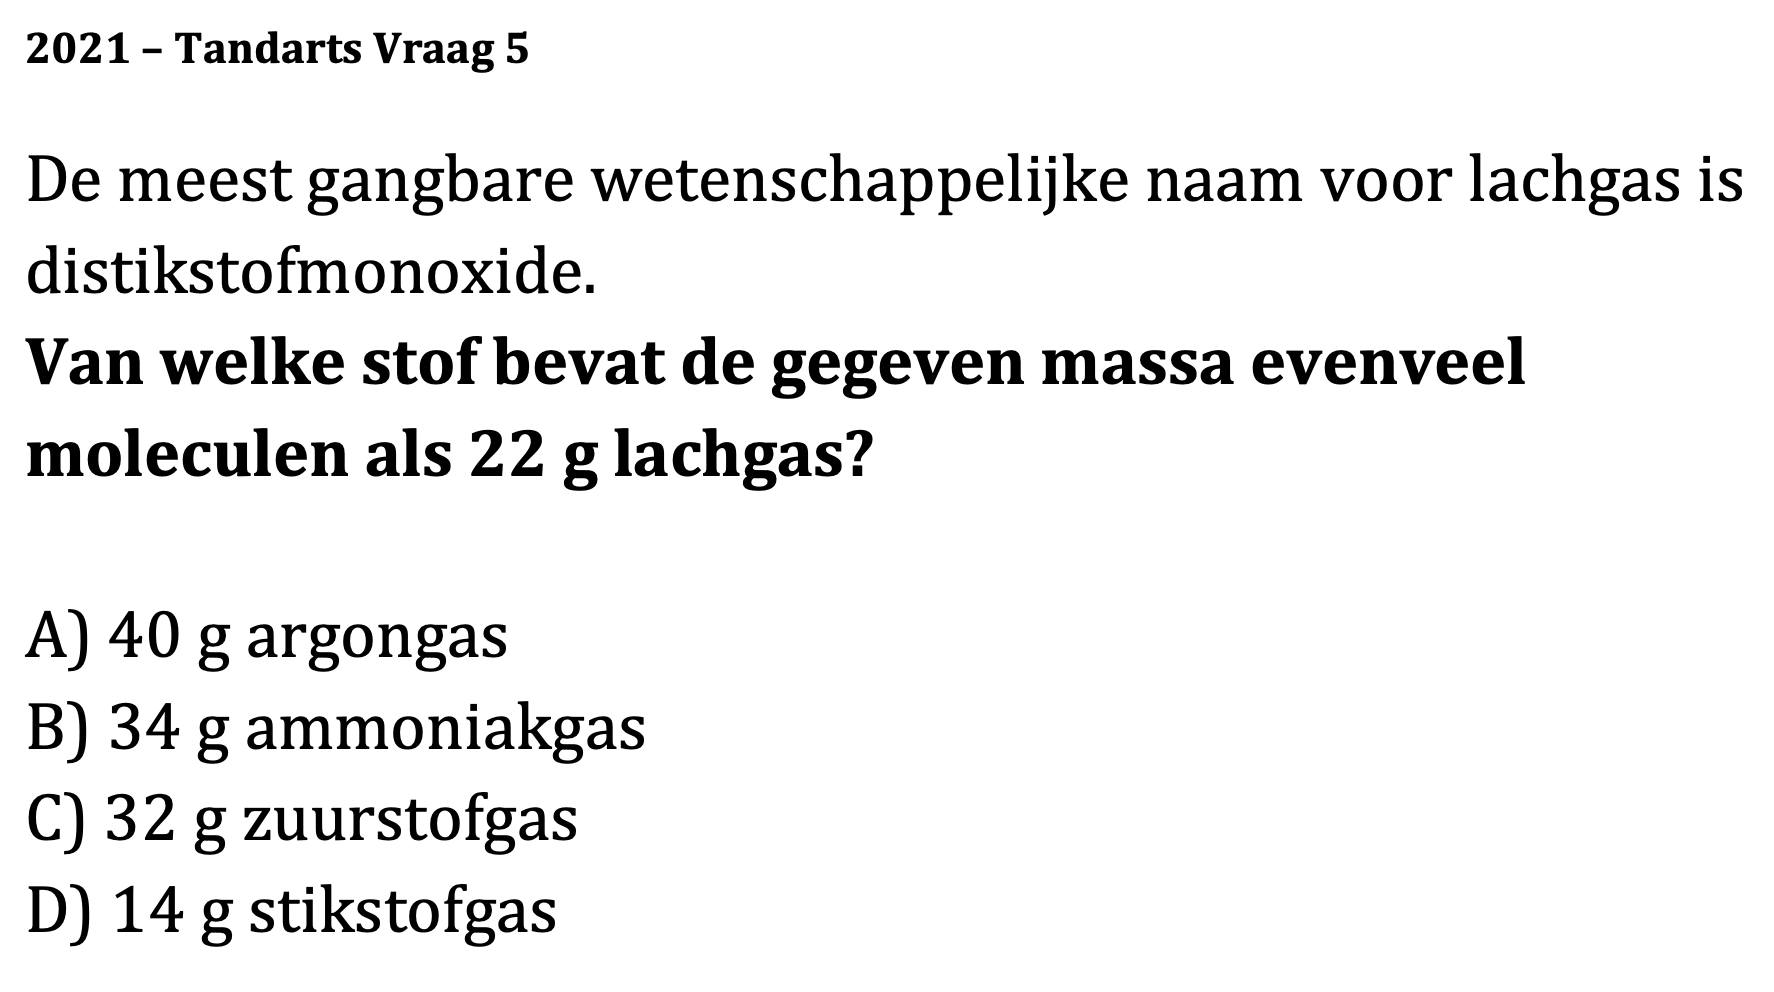 2021 – Tandarts Vraag 5
De meest gangbare wetenschappelijke naam voor lachgas is
distikstofmonoxide.
Van welke stof bevat de gegeven massa evenveel
moleculen als 22 g lachgas?
A) 40 g argongas
B) 34 g ammoniakgas
C) 32 g zuurstofgas
D) 14 g stikstofgas